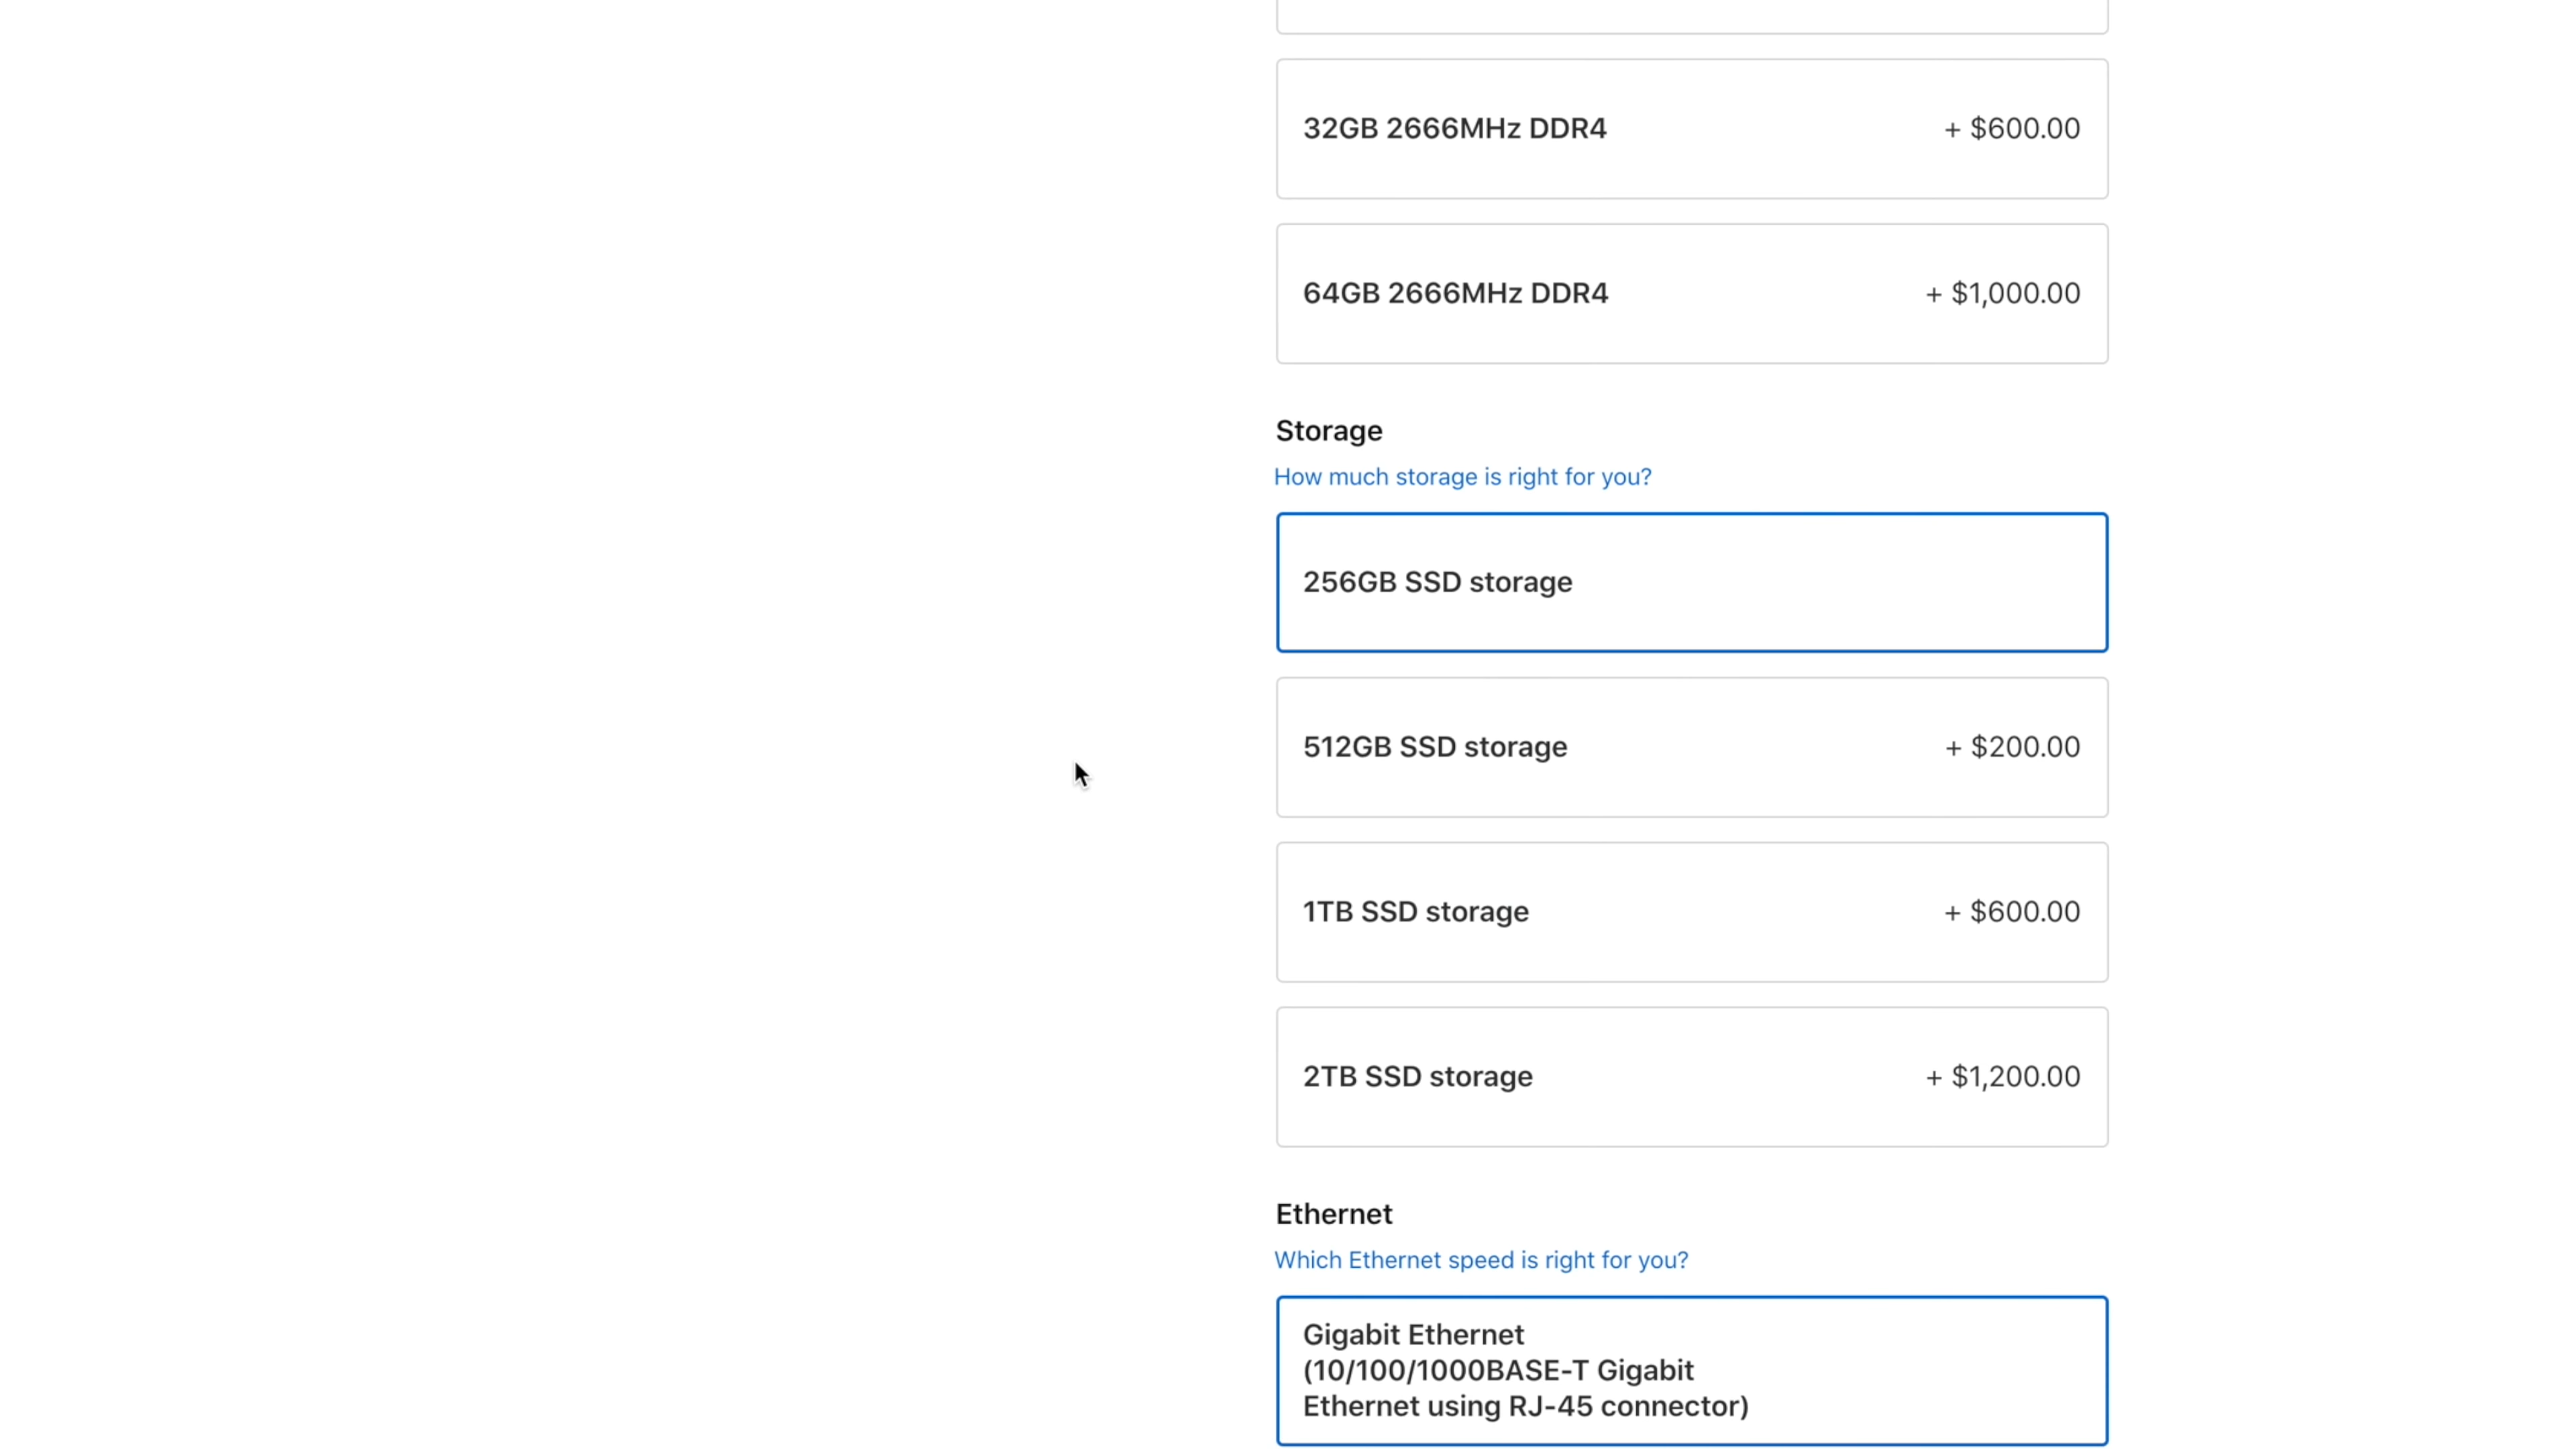 32GB 2666MHz DDR4 + $600.00
64GB 2666MHz DDR4 + $1,000.00
Storage
How much storage is right for you?
256GB SSD storage
512GB SSD storage + $200.00
1TB SSD storage + $600.00
2TB SSD storage + $1,200.00
Ethernet
Which Ethernet speed is right for you?
Gigabit Ethernet
(10/100/1000BASE-T Gigabit
Ethernet using RJ-45 connector)